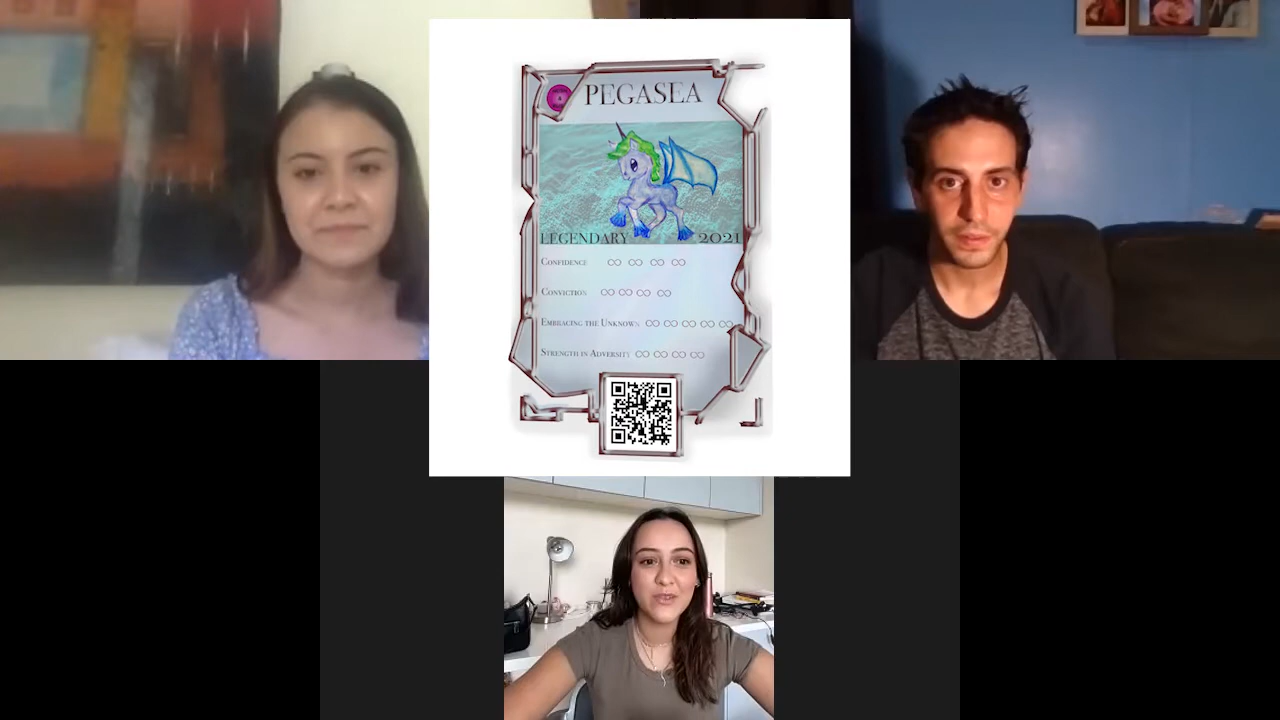 PEGASEA
LEGENDARY 2021
CONFIDENCE ∞ ∞ ∞ ∞
CONVICTION ∞ ∞ ∞ ∞
EMBRACING THE UNKNOWN ∞ ∞ ∞ ∞ ∞
STRENGTH IN ADVERSITY ∞ ∞ ∞ ∞